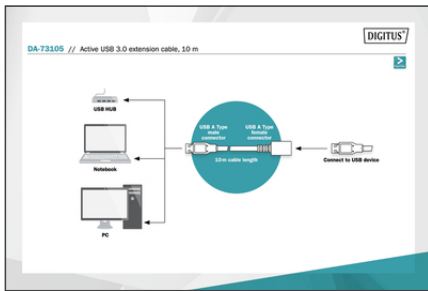 DIGITUS®
DA-73105 // Active USB 3.0 extension cable, 10 m
USB HUB
USB A Type
male
connector
USB A Type
female
connector
10m cable length
Notebook
Connect to USB device
PC